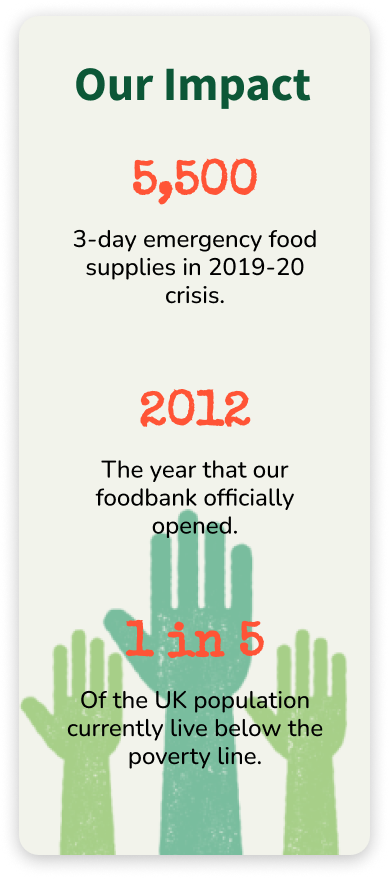 Our Impact
5,500
3-day emergency food
supplies in 2019-20
crisis.
2012
The year that our
foodbank officially
opened.
1 in 5
Of the UK population
currently live below the
poverty line.